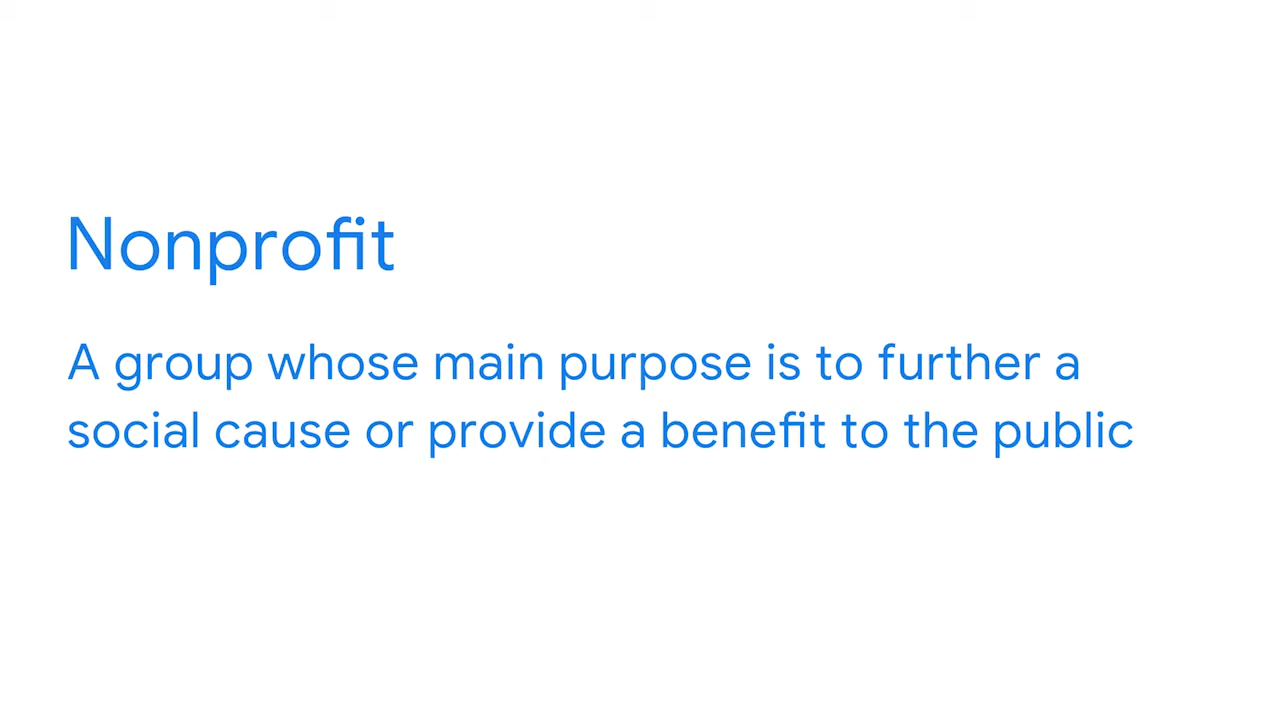 Nonprofit
A group whose main purpose is to further a
social cause or provide a benefit to the public